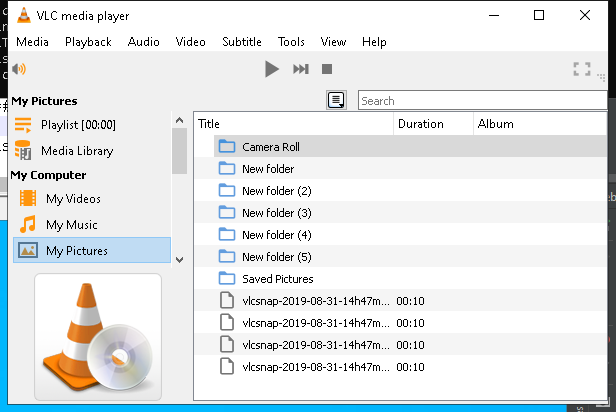 VLC media player
Media Playback Audio Video Subtitle Tools View Help
Search
My Pictures
Playlist [00:00]
Media Library
My Computer
My Videos
My Music
My Pictures
Title Duration Album
Camera Roll
New folder
New folder (2)
New folder (3)
New folder (4)
New folder (5)
Saved Pictures
vlcsnap-2019-08-31-14h47m... 00:10
vlcsnap-2019-08-31-14h47m... 00:10
vlcsnap-2019-08-31-14h47m... 00:10
vlcsnap-2019-08-31-14h47m... 00:10